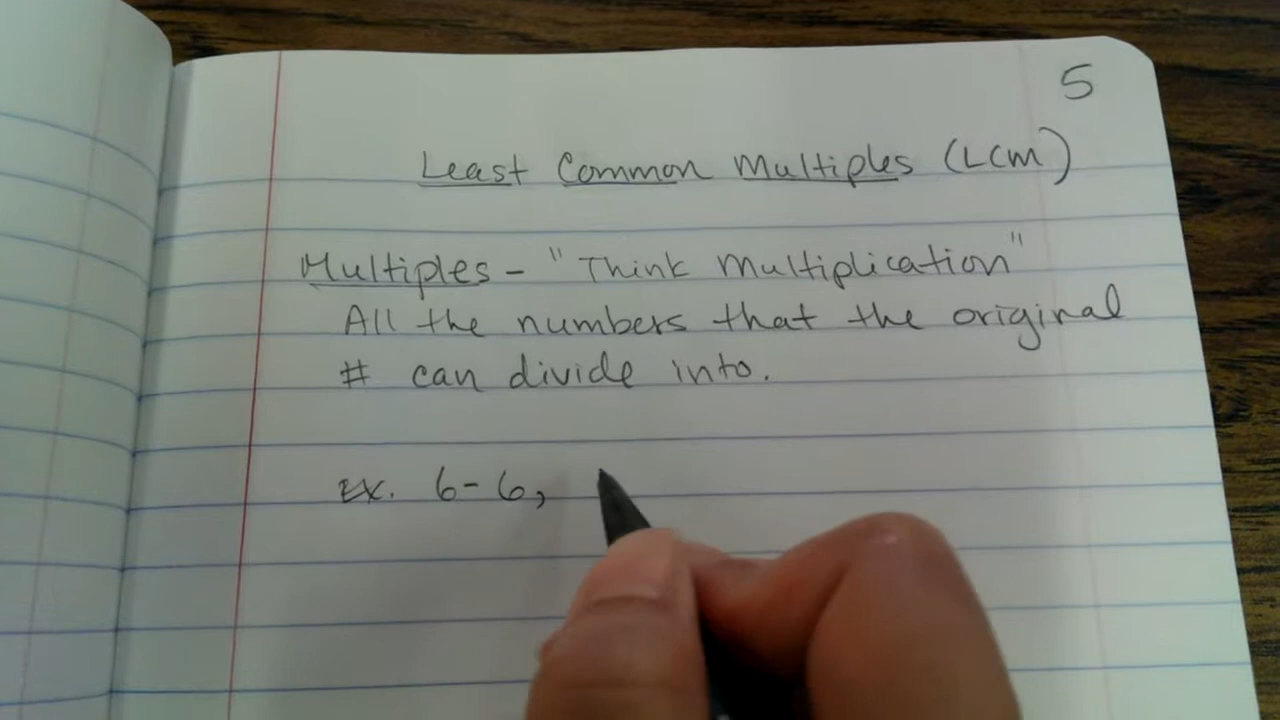 5
Least Common Multiples (LCM)
Multiples - "Think Multiplication"
All the numbers that the original
# can divide into.
Ex. 6-6,